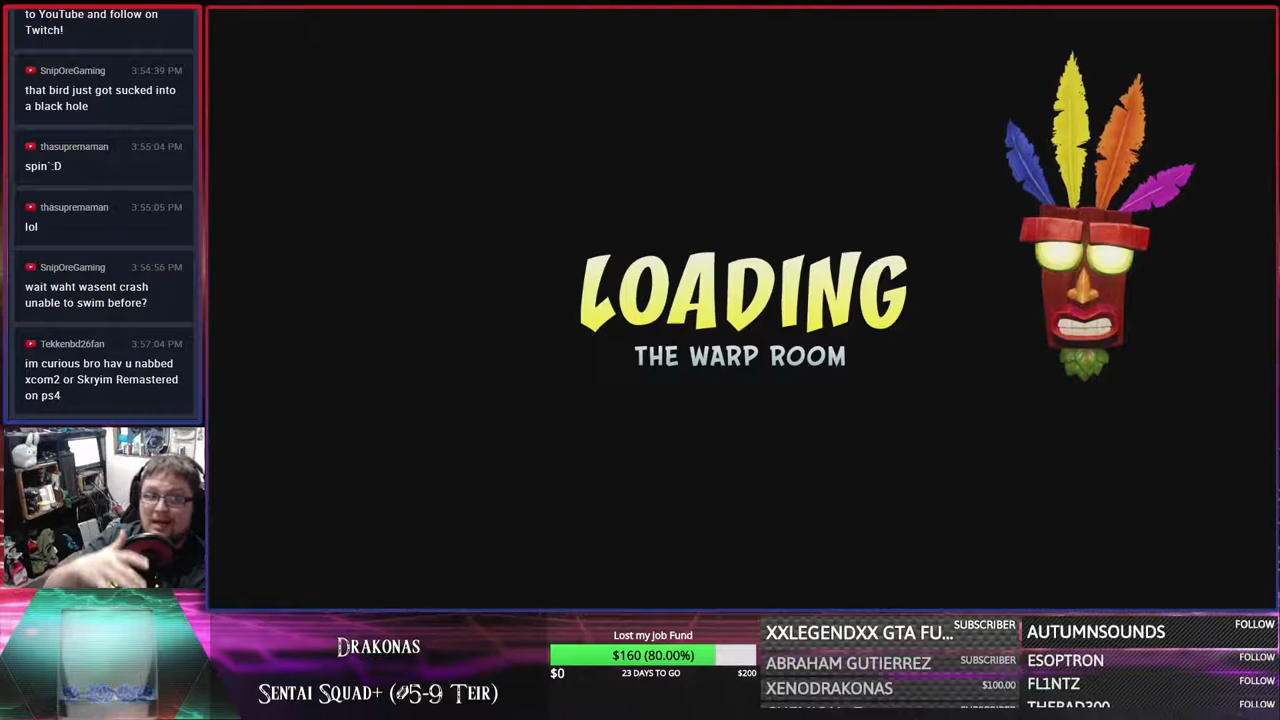 to YouTube and follow on
Twitch!
SnipOreGaming 3:54:39 PM
that bird just got sucked into
a black hole
thasupremaman 3:55:04 PM
spin`:D
thasupremaman 3:55:05 PM
lol
SnipOreGaming 3:56:56 PM
wait waht wasent crash
unable to swim before?
Tekkenbd26fan 3:57:04 PM
im curious bro hav u nabbed
xcom2 or Skryim Remastered
on ps4
LOADING
THE WARP ROOM
Drakonas
Sentai Squad+ ($5-9 Teir)
Lost my Job Fund
$160 (80.00%)
$0 23 DAYS TO GO $200
XXLEGENDXX GTA FU... SUBSCRIBER
ABRAHAM GUTIERREZ SUBSCRIBER
XENODRAKONAS $100.00
AUTUMNSOUNDS FOLLOW
ESOPTRON FOLLOW
FL1NTZ FOLLOW
THEBAD300 FOLLOW